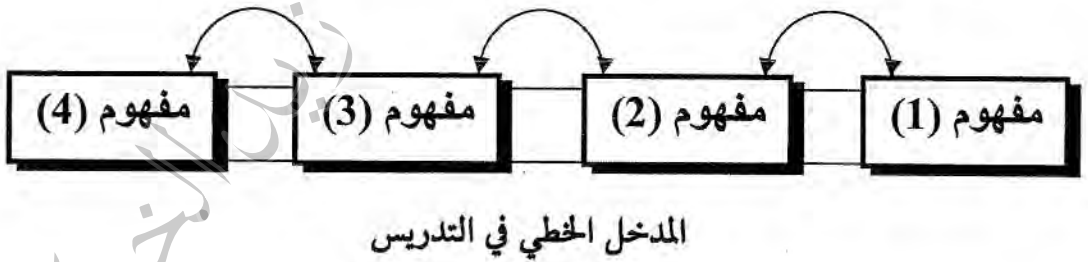 مفهوم (1) مفهوم (2) مفهوم (3) مفهوم (4)
المدخل الخطي في التدريس